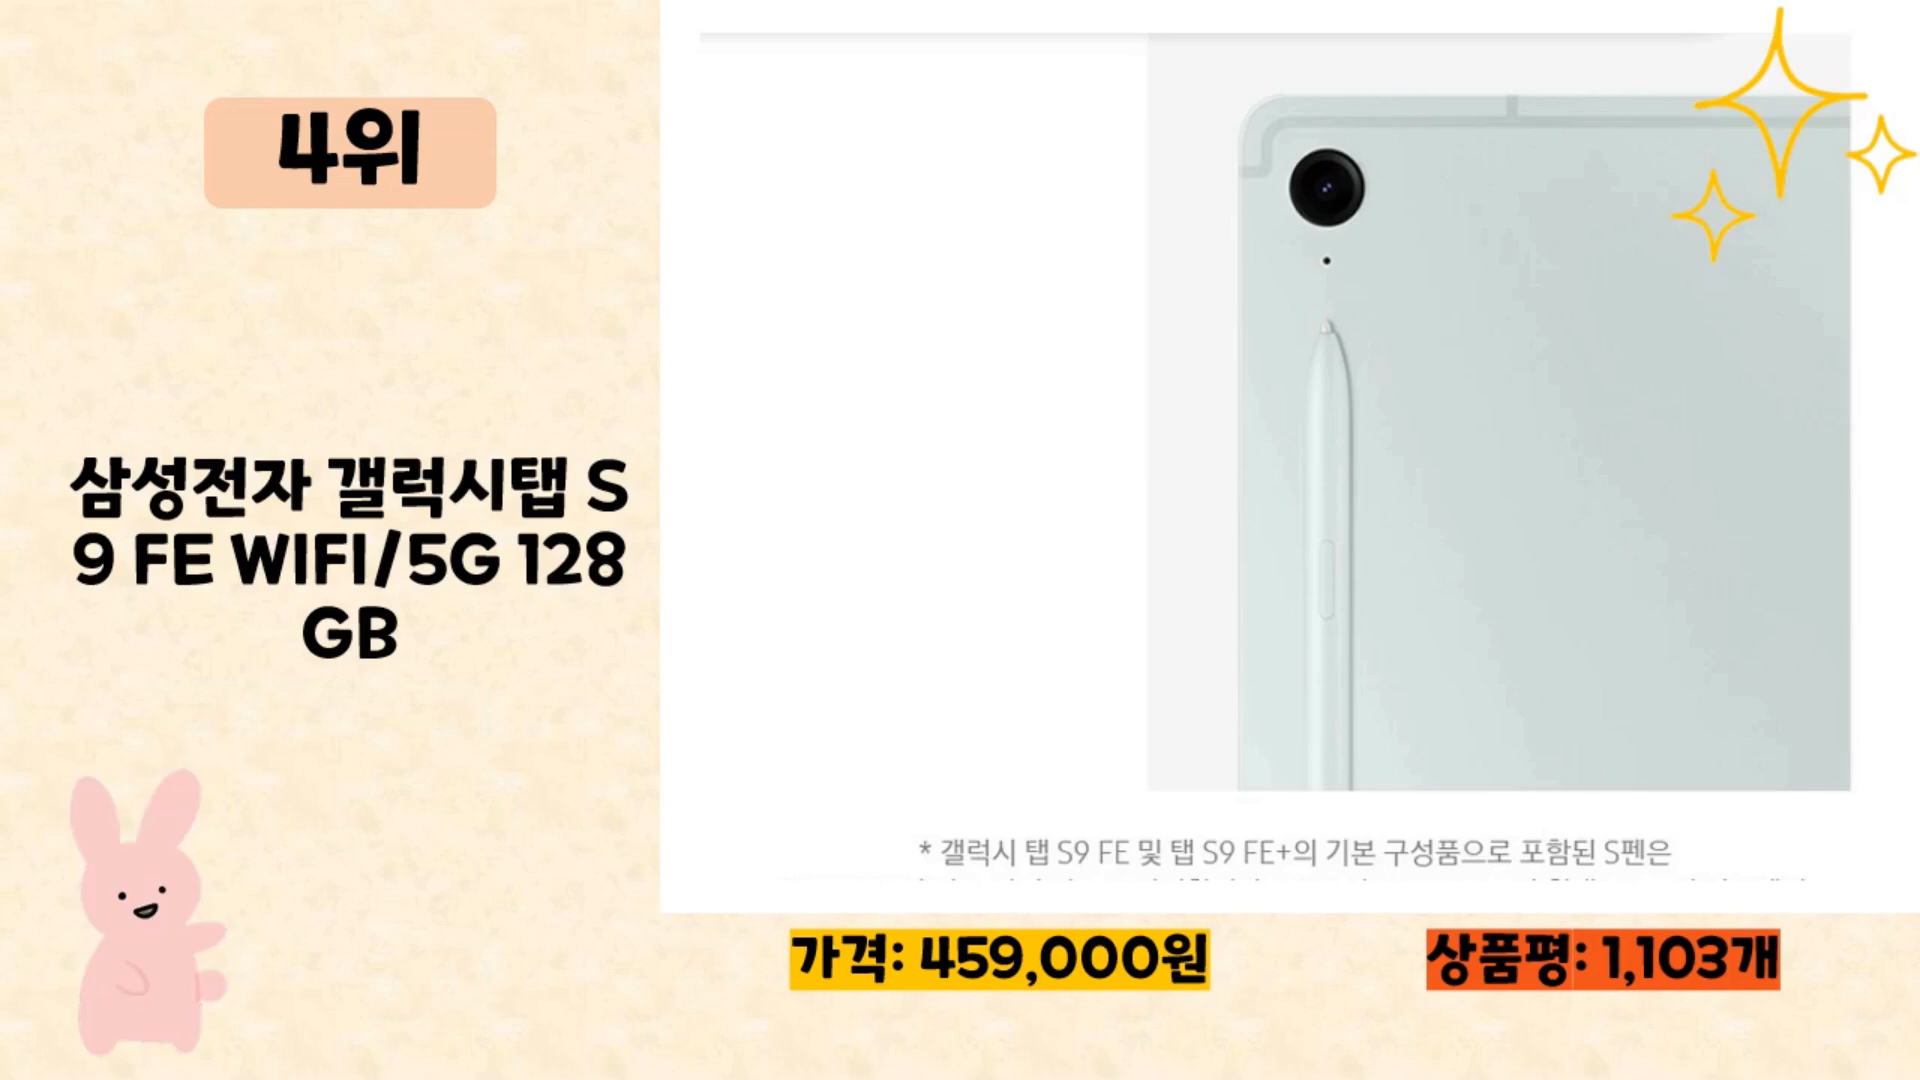 4위
삼성전자 갤럭시탭 S
9 FE WIFI/5G 128
GB
* 갤럭시 탭 S9 FE 및 탭 S9 FE+의 기본 구성품으로 포함된 S펜은
가격: 459,000원
상품평: 1,103개